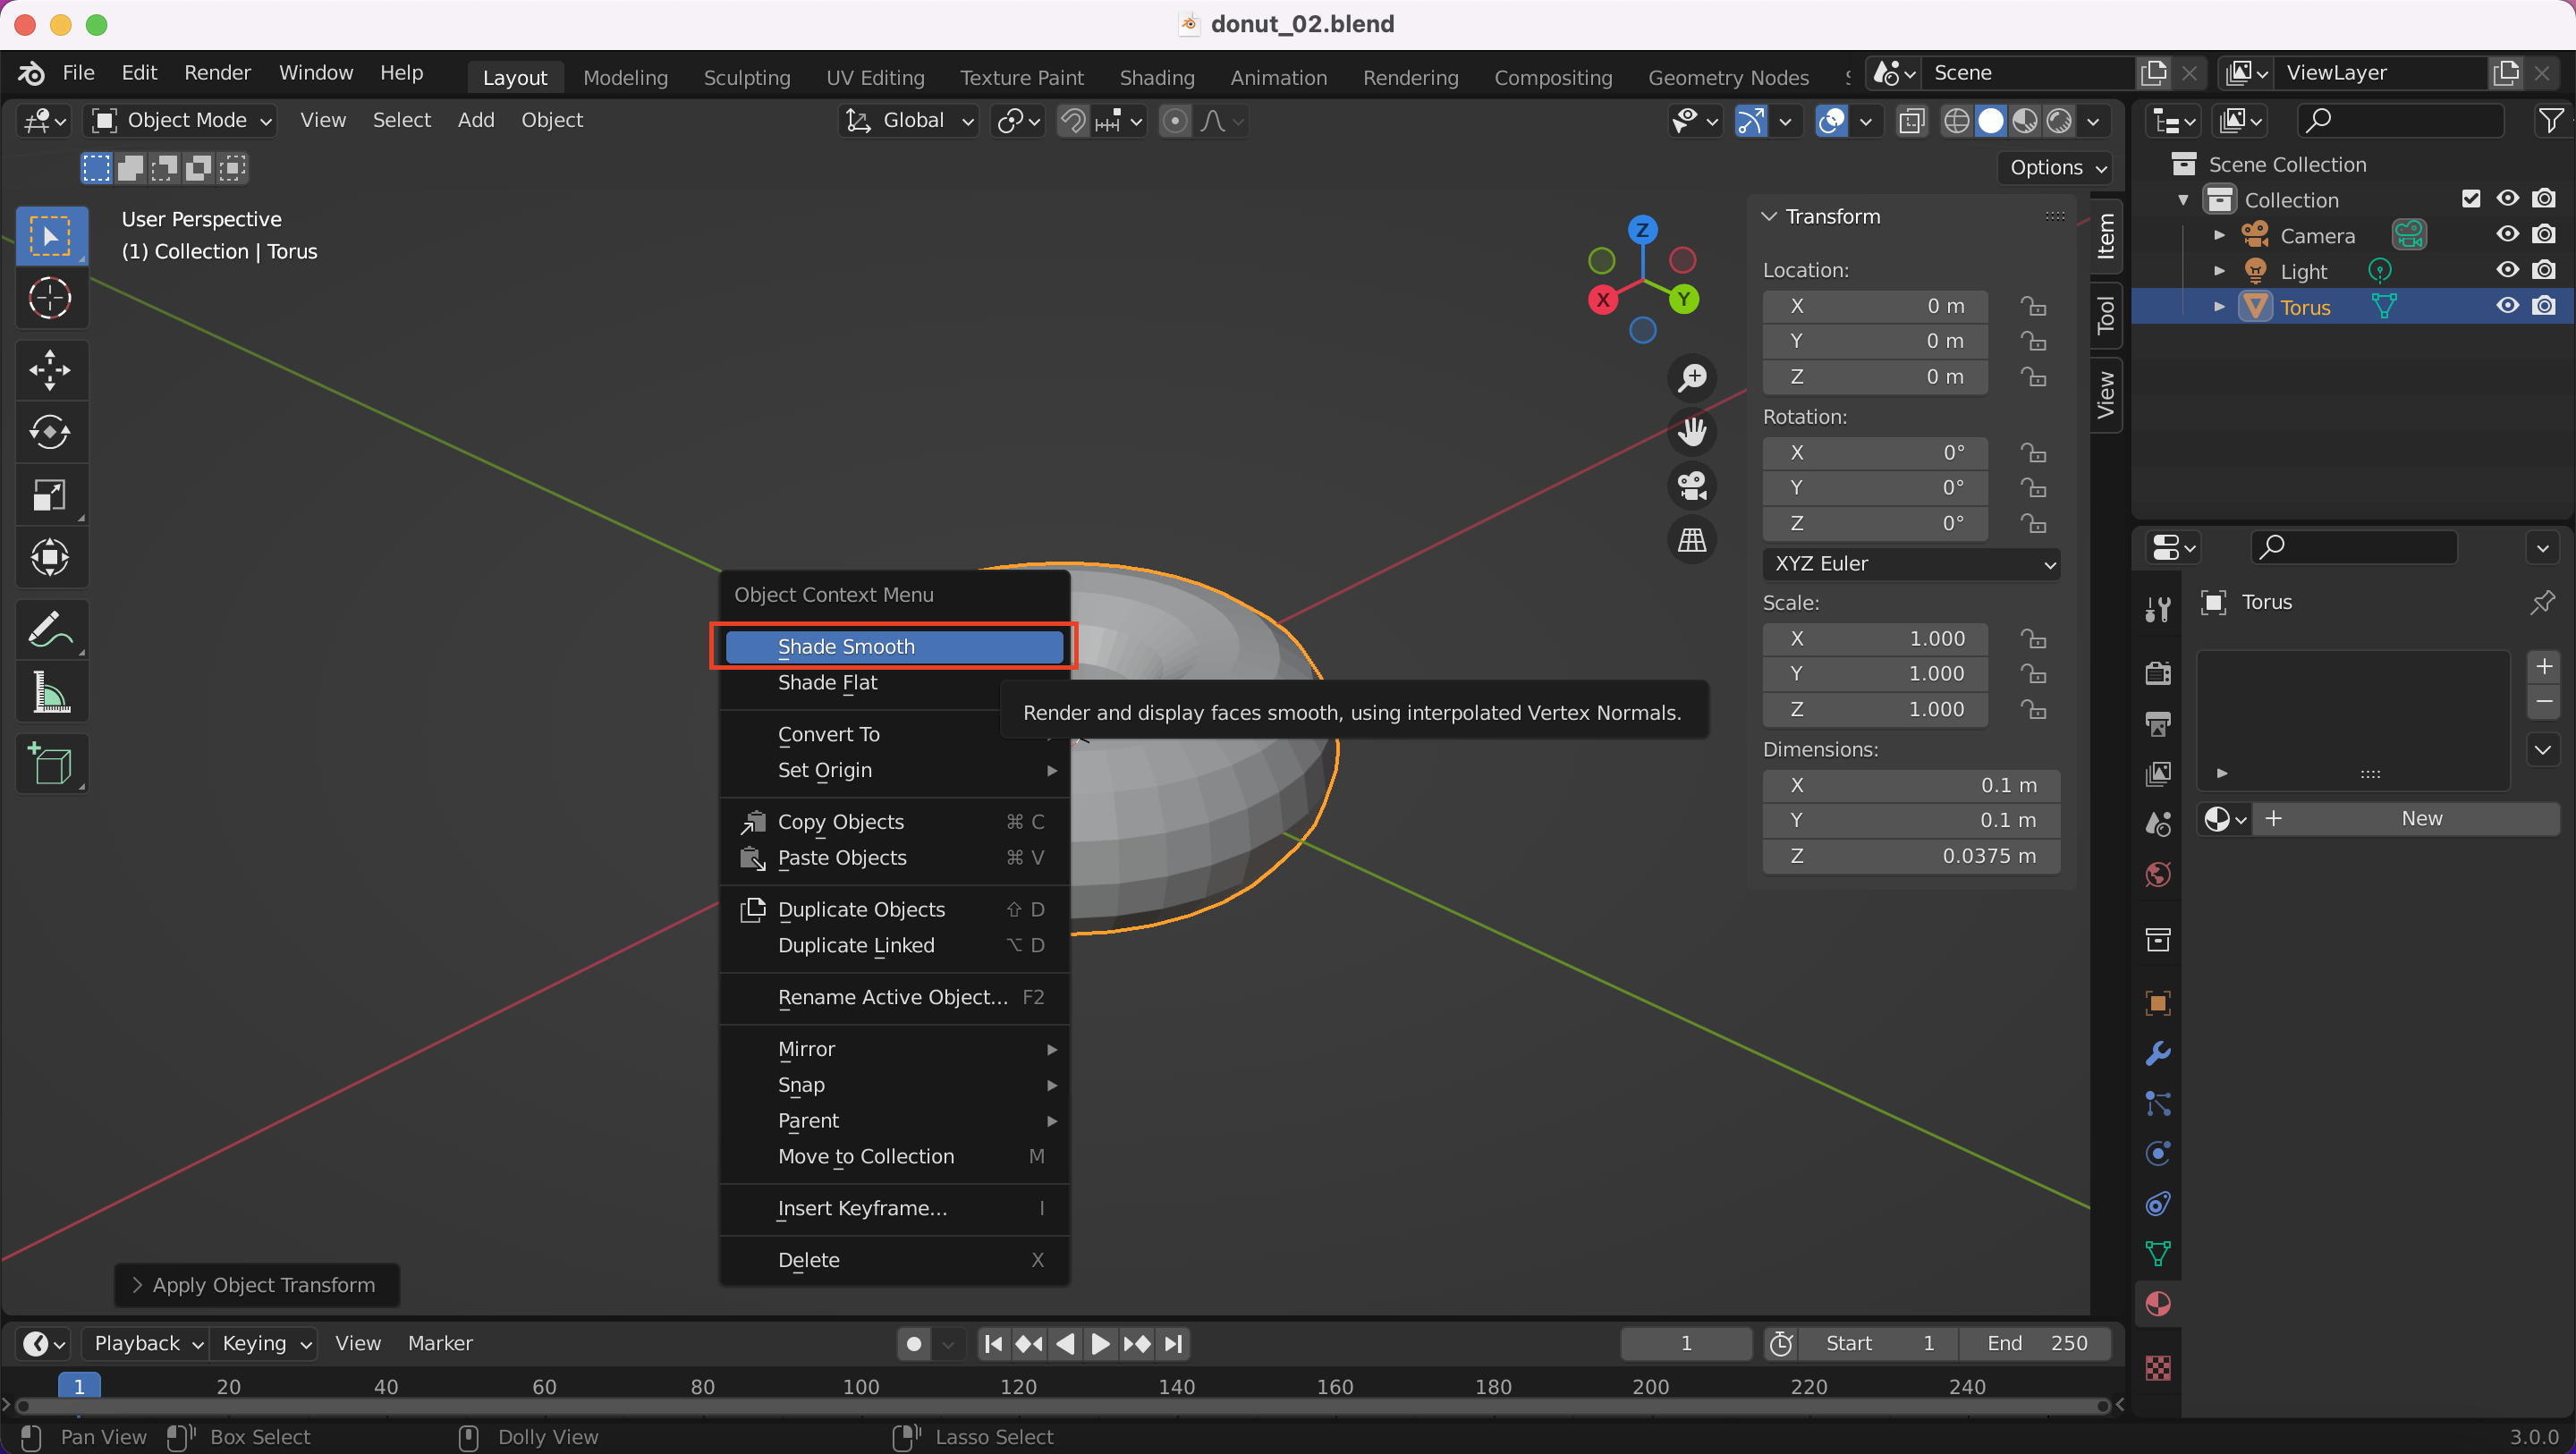 donut_02.blend
File Edit Render Window Help
Layout Modeling Sculpting UV Editing Texture Paint Shading Animation Rendering Compositing Geometry Nodes
Scene ViewLayer
Object Mode View Select Add Object Global
Options
User Perspective
(1) Collection | Torus
Z
X Y
Item
Tool
View
Transform
Location:
X 0 m
Y 0 m
Z 0 m
Rotation:
X 0°
Y 0°
Z 0°
XYZ Euler
Scale:
X 1.000
Y 1.000
Z 1.000
Dimensions:
X 0.1 m
Y 0.1 m
Z 0.0375 m
Scene Collection
Collection
Camera
Light
Torus
Torus
New
Object Context Menu
Shade Smooth
Shade Flat
Render and display faces smooth, using interpolated Vertex Normals.
Convert To
Set Origin
Copy Objects ⌘ C
Paste Objects ⌘ V
Duplicate Objects ⇧ D
Duplicate Linked ⌥ D
Rename Active Object... F2
Mirror
Snap
Parent
Move to Collection M
Insert Keyframe... I
Delete X
Apply Object Transform
Playback Keying View Marker 1 Start 1 End 250
1 20 40 60 80 100 120 140 160 180 200 220 240
Pan View Box Select Dolly View Lasso Select 3.0.0